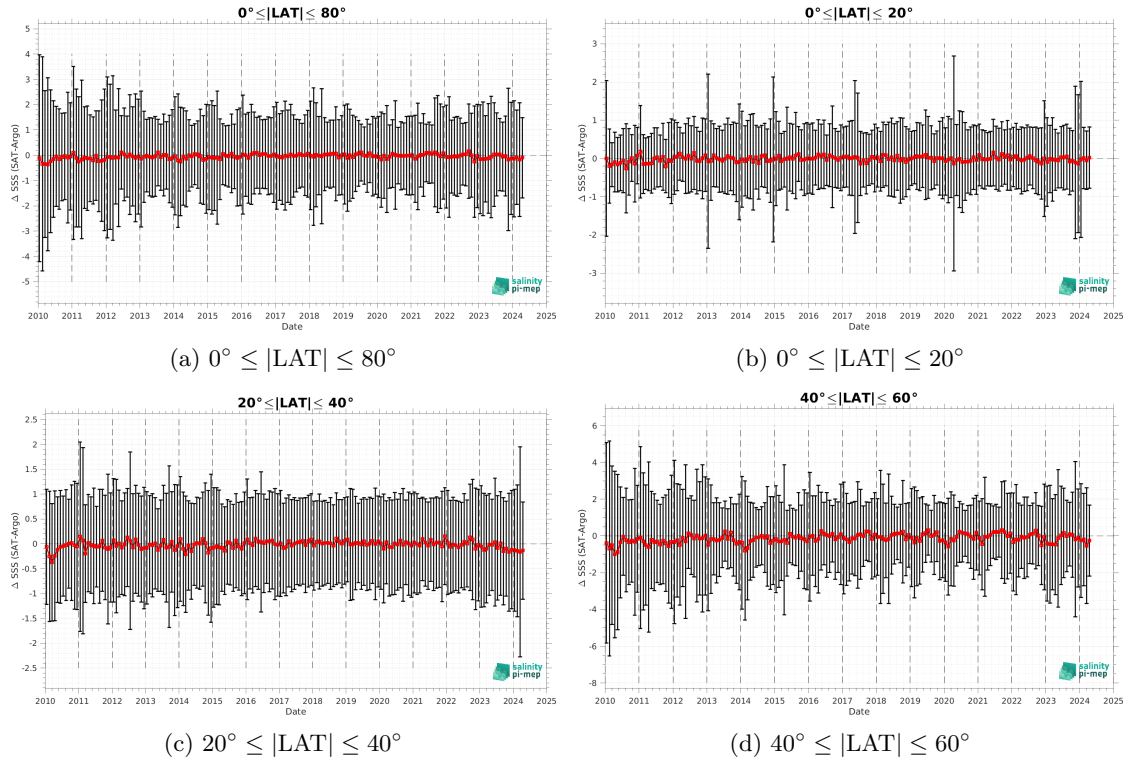 0°≤|LAT|≤ 80°
Δ SSS (SAT-Argo)
5
4
3
2
1
0
-1
-2
-3
-4
-5
salinity
pi-mep
2010 2011 2012 2013 2014 2015 2016 2017 2018 2019 2020 2021 2022 2023 2024 2025
Date
(a) 0° ≤ |LAT| ≤ 80°
0°≤|LAT|≤ 20°
Δ SSS (SAT-Argo)
3
2
1
0
-1
-2
-3
salinity
pi-mep
2010 2011 2012 2013 2014 2015 2016 2017 2018 2019 2020 2021 2022 2023 2024 2025
Date
(b) 0° ≤ |LAT| ≤ 20°
20°≤|LAT|≤ 40°
Δ SSS (SAT-Argo)
2.5
2
1.5
1
0.5
0
-0.5
-1
-1.5
-2
-2.5
salinity
pi-mep
2010 2011 2012 2013 2014 2015 2016 2017 2018 2019 2020 2021 2022 2023 2024 2025
Date
(c) 20° ≤ |LAT| ≤ 40°
40°≤|LAT|≤ 60°
Δ SSS (SAT-Argo)
6
4
2
0
-2
-4
-6
-8
salinity
pi-mep
2010 2011 2012 2013 2014 2015 2016 2017 2018 2019 2020 2021 2022 2023 2024 2025
Date
(d) 40° ≤ |LAT| ≤ 60°